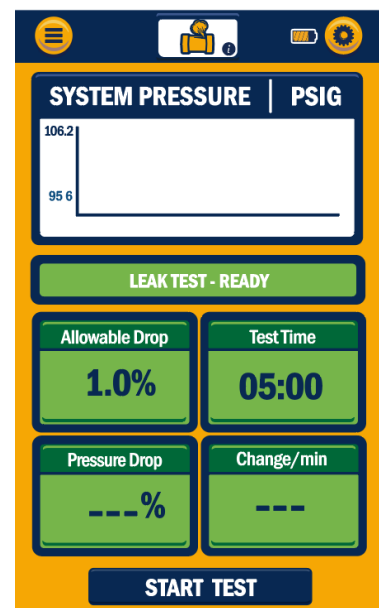 SYSTEM PRESSURE | PSIG
106.2
95 6
LEAK TEST - READY
Allowable Drop
1.0%
Test Time
05:00
Pressure Drop
---%
Change/min
---
START TEST